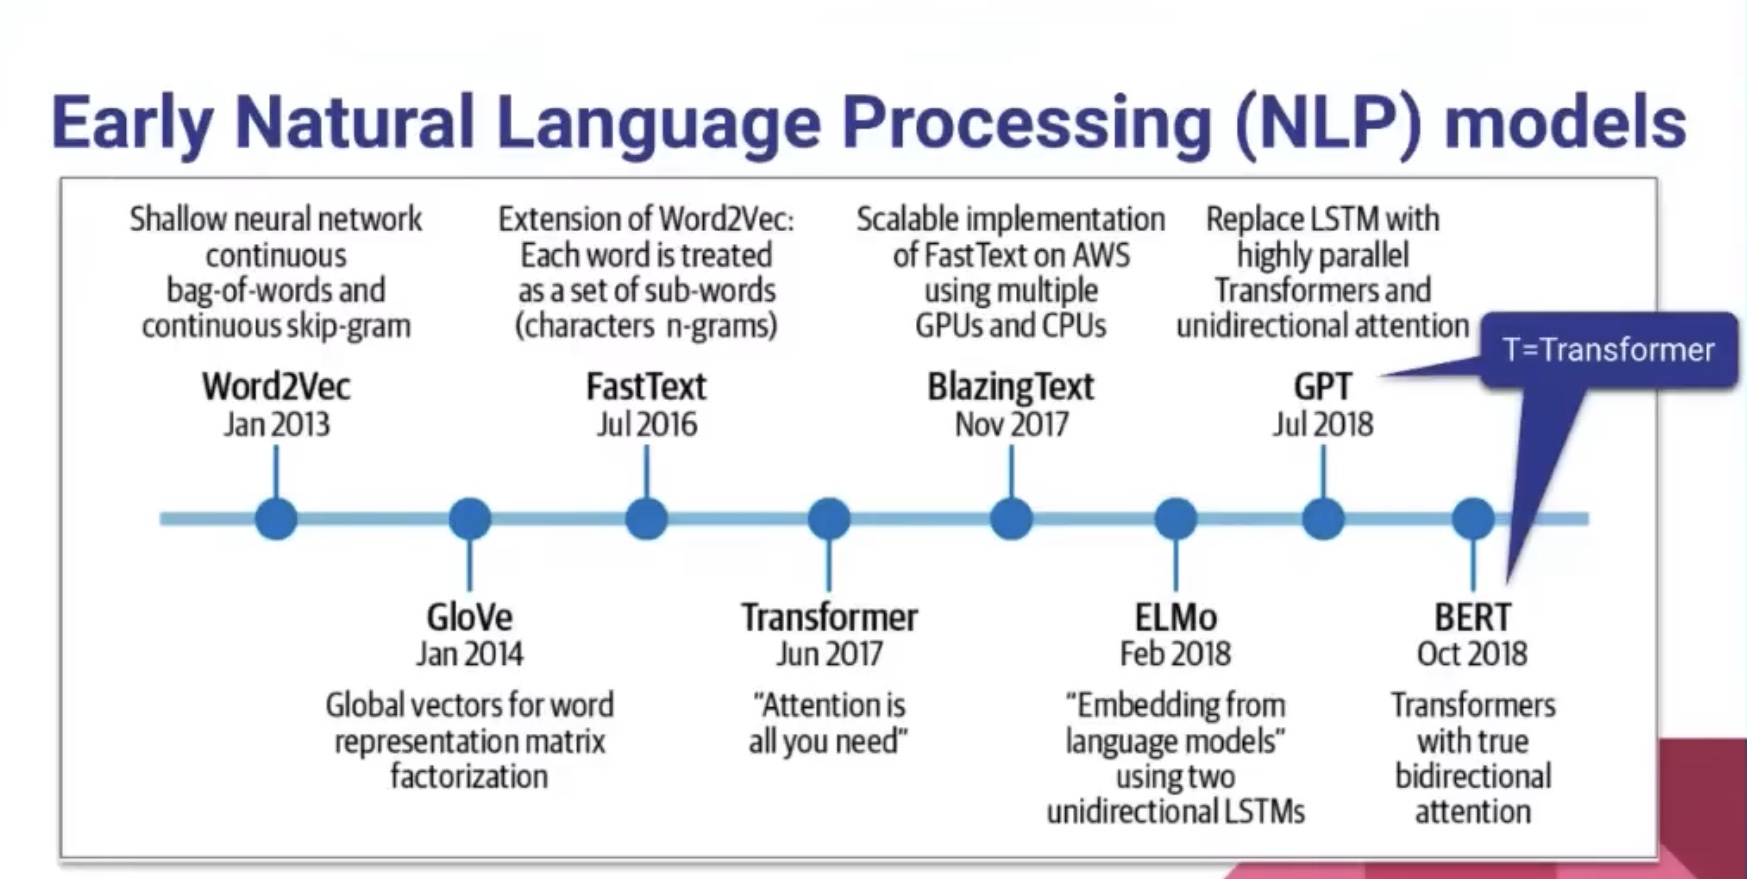 Early Natural Language Processing (NLP) models
Shallow neural network
continuous
bag-of-words and
continuous skip-gram
Word2Vec
Jan 2013
Extension of Word2Vec:
Each word is treated
as a set of sub-words
(characters n-grams)
FastText
Jul 2016
Scalable implementation
of FastText on AWS
using multiple
GPUs and CPUs
BlazingText
Nov 2017
Replace LSTM with
highly parallel
Transformers and
unidirectional attention
GPT
Jul 2018
T=Transformer
GloVe
Jan 2014
Global vectors for word
representation matrix
factorization
Transformer
Jun 2017
"Attention is
all you need"
ELMo
Feb 2018
"Embedding from
language models"
using two
unidirectional LSTMs
BERT
Oct 2018
Transformers
with true
bidirectional
attention